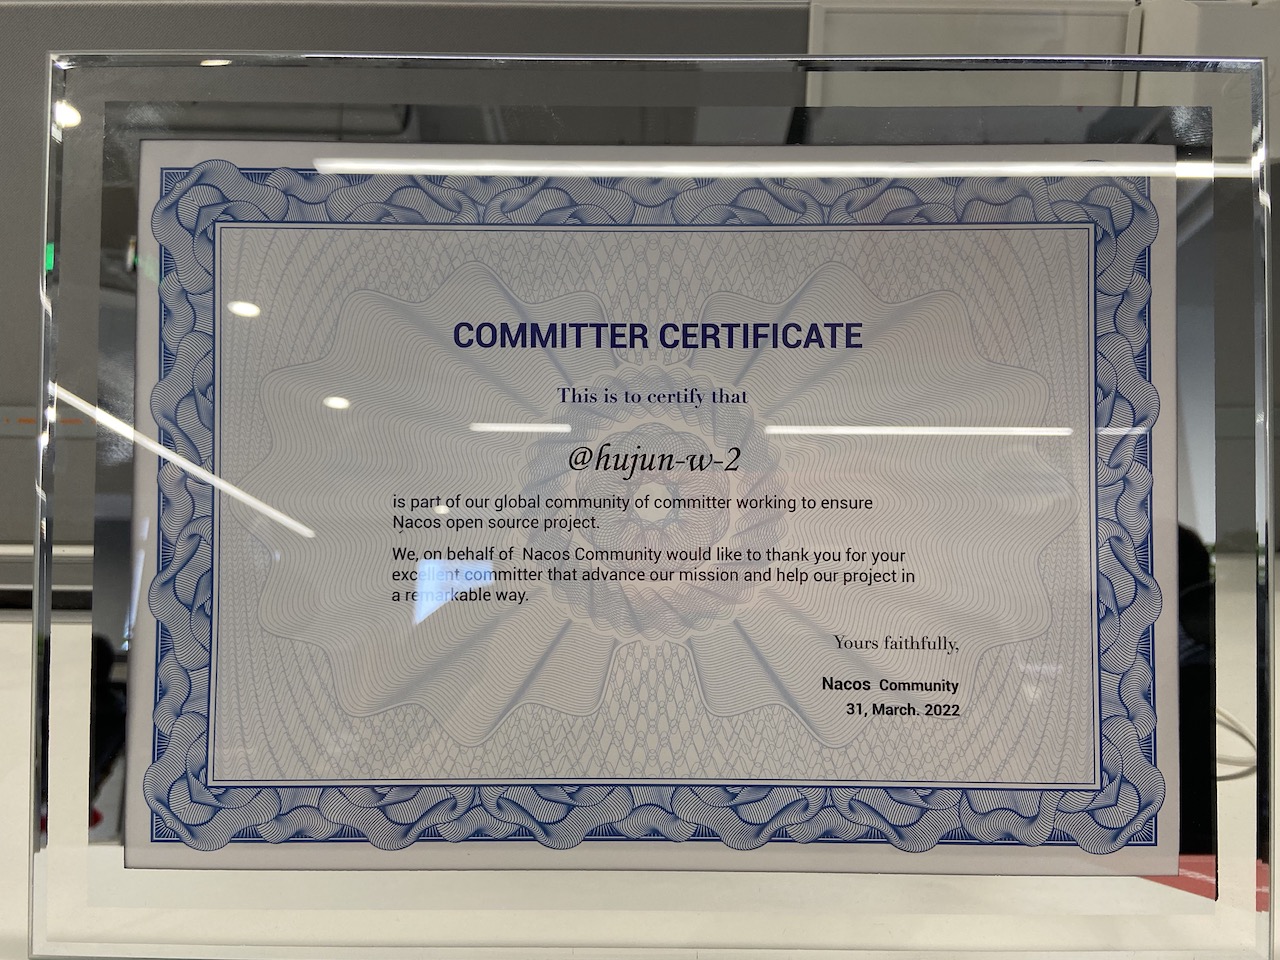 COMMITTER CERTIFICATE
This is to certify that
@hujun-w-2
is part of our global community of committer working to ensure
Nacos open source project.
We, on behalf of Nacos Community would like to thank you for your
excellent committer that advance our mission and help our project in
a remarkable way.
Yours faithfully,
Nacos Community
31, March. 2022